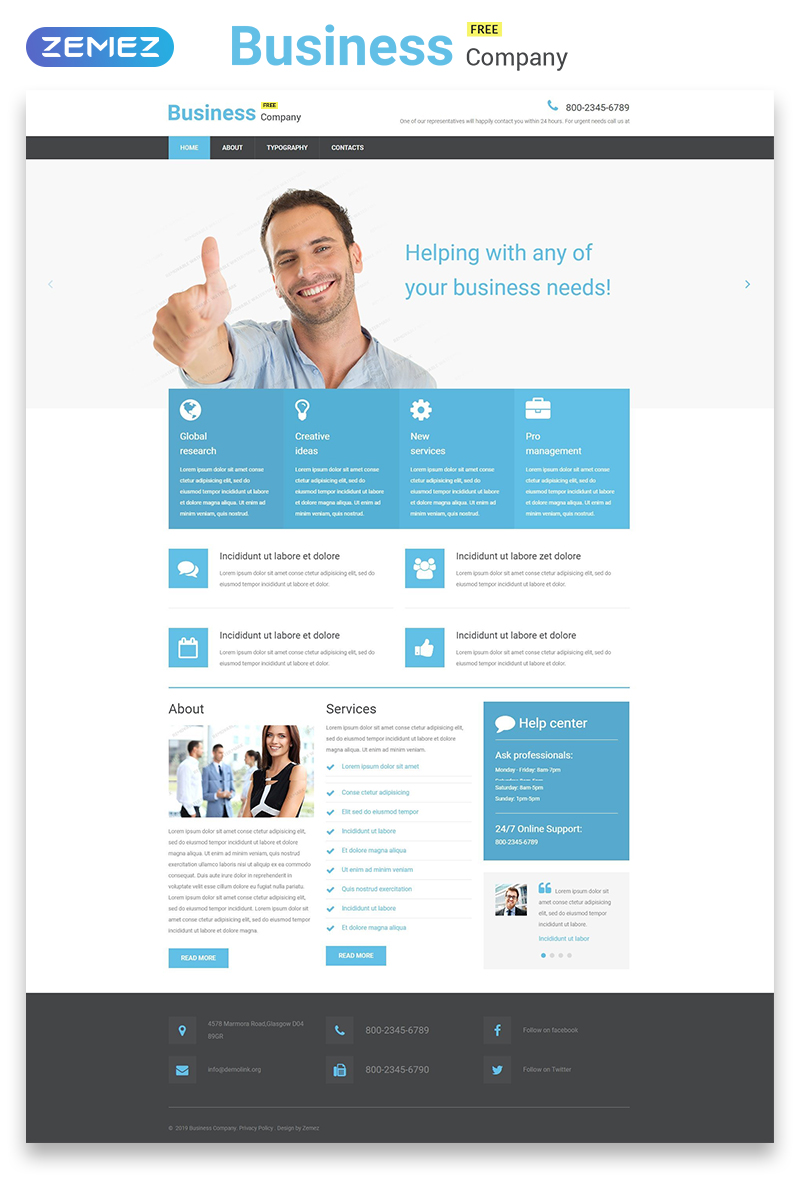 ZEMEZ
Business FREE
Company
Business FREE
Company
800-2345-6789
One of our representatives will happily contact you within 24 hours. For urgent needs call us at
HOME ABOUT TYPOGRAPHY CONTACTS
Helping with any of
your business needs!
Global
research
Lorem ipsum dolor sit amet conse
ctetur adipisicing elit, sed do
eiusmod tempor incididunt ut labore
et dolore magna aliqua. Ut enim ad
minim veniam, quis nostrud.
Creative
ideas
Lorem ipsum dolor sit amet conse
ctetur adipisicing elit, sed do
eiusmod tempor incididunt ut labore
et dolore magna aliqua. Ut enim ad
minim veniam, quis nostrud.
New
services
Lorem ipsum dolor sit amet conse
ctetur adipisicing elit, sed do
eiusmod tempor incididunt ut labore
et dolore magna aliqua. Ut enim ad
minim veniam, quis nostrud.
Pro
management
Lorem ipsum dolor sit amet conse
ctetur adipisicing elit, sed do
eiusmod tempor incididunt ut labore
et dolore magna aliqua. Ut enim ad
minim veniam, quis nostrud.
Incididunt ut labore et dolore
Lorem ipsum dolor sit amet conse ctetur adipisicing elit, sed do
eiusmod tempor incididunt ut labore et dolor.
Incididunt ut labore zet dolore
Lorem ipsum dolor sit amet conse ctetur adipisicing elit, sed do
eiusmod tempor incididunt ut labore et dolor.
Incididunt ut labore et dolore
Lorem ipsum dolor sit amet conse ctetur adipisicing elit, sed do
eiusmod tempor incididunt ut labore et dolor.
Incididunt ut labore et dolore
Lorem ipsum dolor sit amet conse ctetur adipisicing elit, sed do
eiusmod tempor incididunt ut labore et dolor.
About
Lorem ipsum dolor sit amet conse ctetur adipisicing elit,
sed do eiusmod tempor incididunt ut labore et dolore
magna aliqua. Ut enim ad minim veniam, quis nostrud
exercitation ullamco laboris nisi ut aliquip ex ea commodo
consequat. Duis aute irure dolor in reprehenderit in
voluptate velit esse cillum dolore eu fugiat nulla pariatu.
Lorem ipsum dolor sit amet conse ctetur adipisicing elit,
sed do eiusmod tempor incididunt ut labore et dolore
magna aliqua. Ut enim ad minim veniam, quis nostrud.
READ MORE
Services
Lorem ipsum dolor sit amet conse ctetur adipisicing elit,
sed do eiusmod tempor incididunt ut labore et dolore
magna aliqua. Ut enim ad minim veniam.
Lorem ipsum dolor sit amet
Conse ctetur adipisicing
Elit sed do eiusmod tempor
Incididunt ut labore
Et dolore magna aliqua
Ut enim ad minim veniam
Quis nostrud exercitation
Incididunt ut labore
Et dolore magna aliqua
READ MORE
Help center
Ask professionals:
Monday - Friday: 8am-7pm
Saturday: 8am-5pm
Saturday: 8am-5pm
Sunday: 1pm-5pm
24/7 Online Support:
800-2345-6789
Lorem ipsum dolor sit
amet conse ctetur
adipisicing elit, sed do
eiusmod tempor
Incididunt ut labor
4578 Marmora Road,Glasgow D04
89GR
800-2345-6789
Follow on facebook
info@demolink.org
800-2345-6790
Follow on Twitter
© 2019 Business Company. Privacy Policy . Design by Zemez